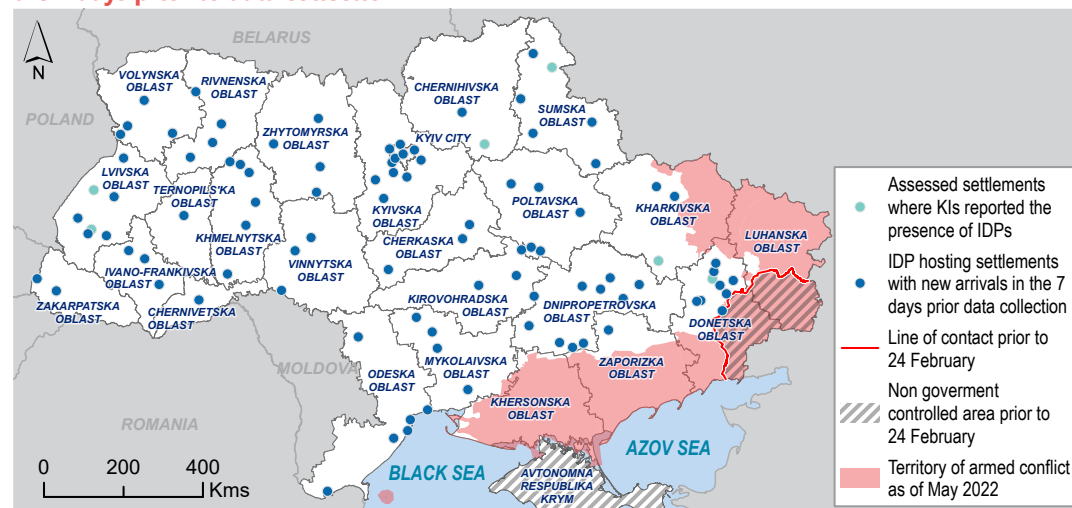 BELARUS
N
VOLYNSKA
OBLAST
RIVNENSKA
OBLAST
CHERNIHIVSKA
OBLAST
SUMSKA
OBLAST
POLAND
ZHYTOMYRSKA
OBLAST
KYIV CITY
LVIVSKA
OBLAST
TERNOPILS'KA
OBLAST
KHMELNYTSKA
OBLAST
KYIVSKA
OBLAST
POLTAVSKA
OBLAST
KHARKIVSKA
OBLAST
LUHANSKA
OBLAST
CHERKASKA
OBLAST
VINNYTSKA
OBLAST
IVANO-FRANKIVSKA
OBLAST
ZAKARPATSKA
OBLAST
CHERNIVETSKA
OBLAST
KIROVOHRADSKA
OBLAST
DNIPROPETROVSKA
OBLAST
DONETSKA
OBLAST
MOLDOVA
ODESKA
OBLAST
MYKOLAIVSKA
OBLAST
ZAPORIZKA
OBLAST
KHERSONSKA
OBLAST
ROMANIA
BLACK SEA
AZOV SEA
AVTONOMNA
RESPUBLIKA
KRYM
0 200 400
Kms
Assessed settlements
where KIs reported the
presence of IDPs
IDP hosting settlements
with new arrivals in the 7
days prior data collection
Line of contact prior to
24 February
Non goverment
controlled area prior to
24 February
Territory of armed conflict
as of May 2022